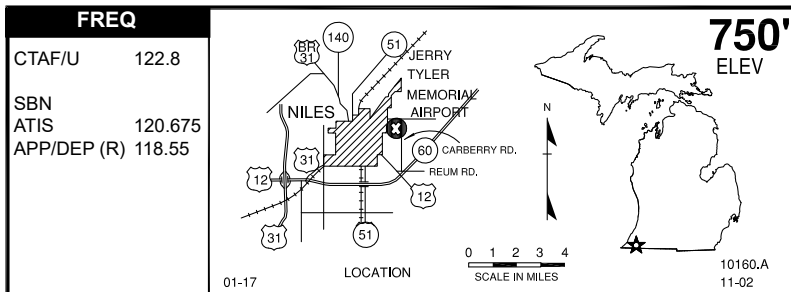 FREQ
CTAF/U 122.8
SBN
ATIS 120.675
APP/DEP (R) 118.55
BR
31
140
51
JERRY
TYLER
MEMORIAL
AIRPORT
NILES
31
60
CARBERRY RD.
REUM RD.
12
12
31
51
LOCATION
01-17
N
0 1 2 3 4
SCALE IN MILES
750'
ELEV
10160.A
11-02